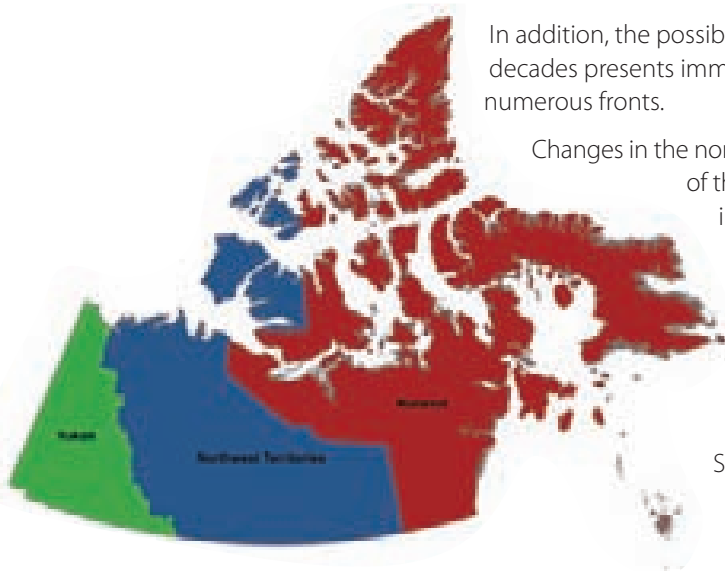 In addition, the possib
decades presents imm
numerous fronts.
Changes in the nor
of th
i
S
Yukon
Northwest Territories
Nunavut